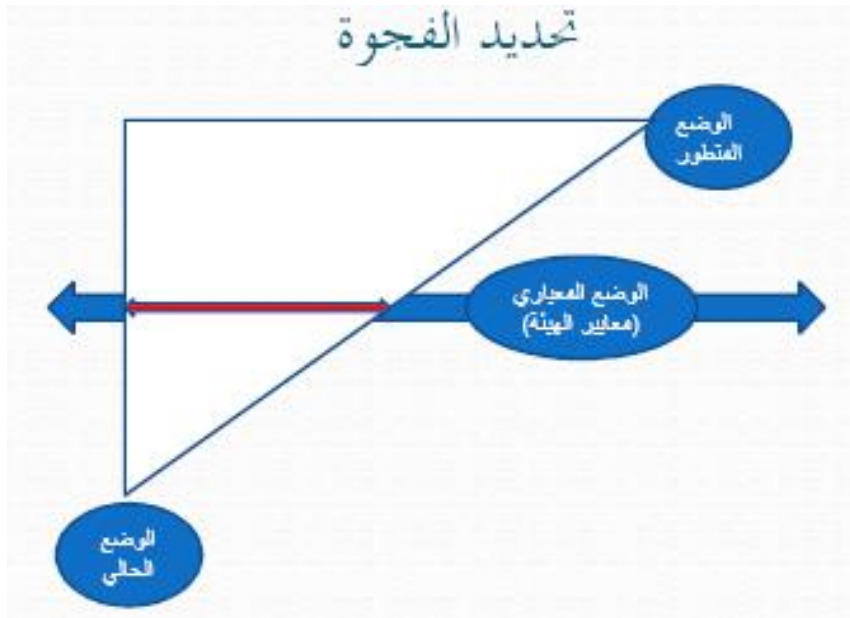 تحديد الفجوة
الوضع
المتطور
الوضع المعياري
(معايير الهيئة)
الوضع
الحالي